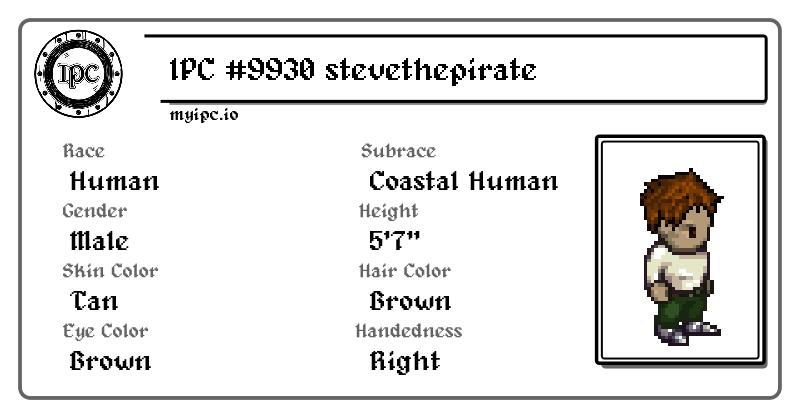 IPC
IPC #9930 stevethepirate
myipc.io
Race
Human
Subrace
Coastal Human
Gender
Male
Height
5'7"
Skin Color
Tan
Hair Color
Brown
Eye Color
Brown
Handedness
Right